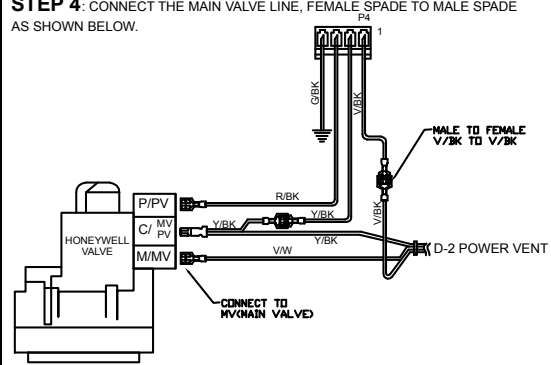 STEP 4: CONNECT THE MAIN VALVE LINE, FEMALE SPADE TO MALE SPADE
AS SHOWN BELOW.
P4
1
G/BK
V/BK
MALE TO FEMALE
V/BK TO V/BK
R/BK
P/PV
V/BK
Y/BK
Y/BK
C/ MV
PV
Y/BK
HONEYWELL
VALVE
D-2 POWER VENT
M/MV
V/W
CONNECT TO
MV(MAIN VALVE)